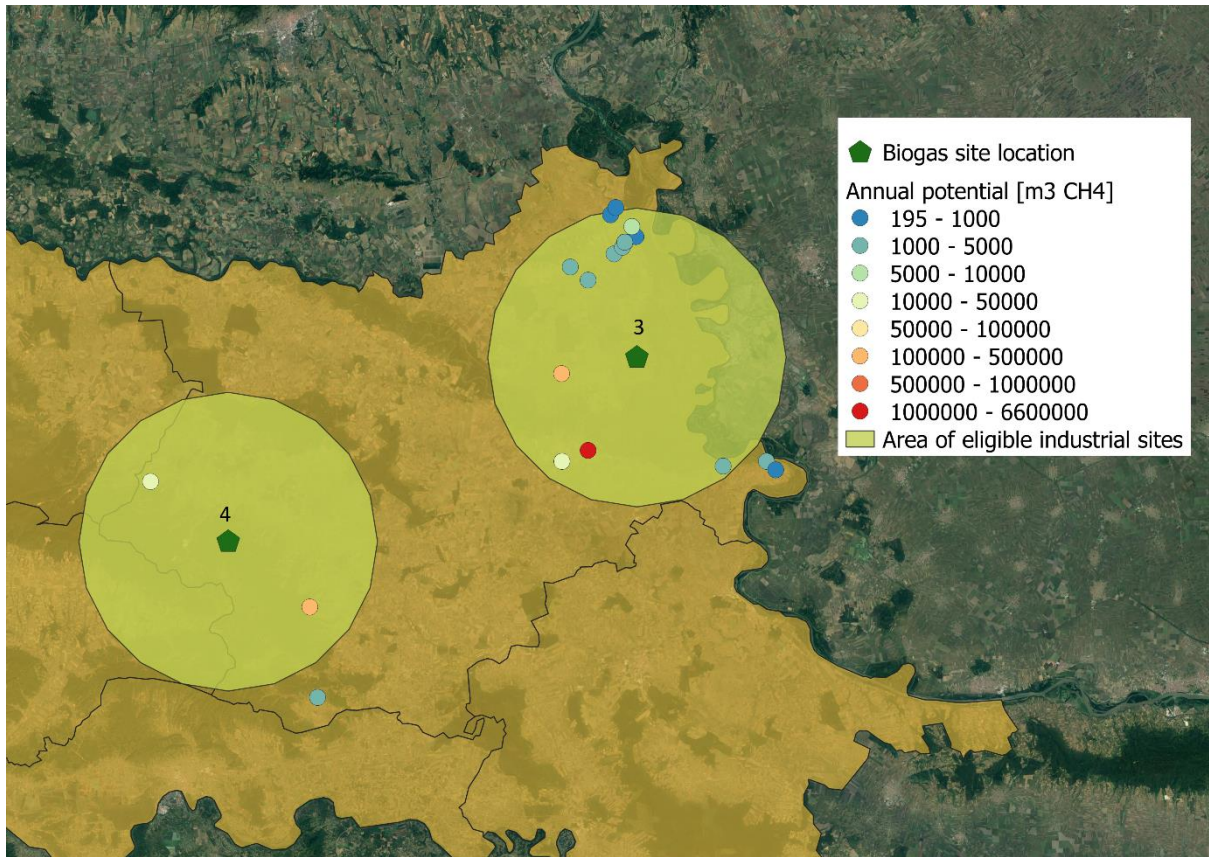 Biogas site location
Annual potential [m3 CH4]
195 - 1000
1000 - 5000
5000 - 10000
10000 - 50000
50000 - 100000
100000 - 500000
500000 - 1000000
1000000 - 6600000
Area of eligible industrial sites
3
4